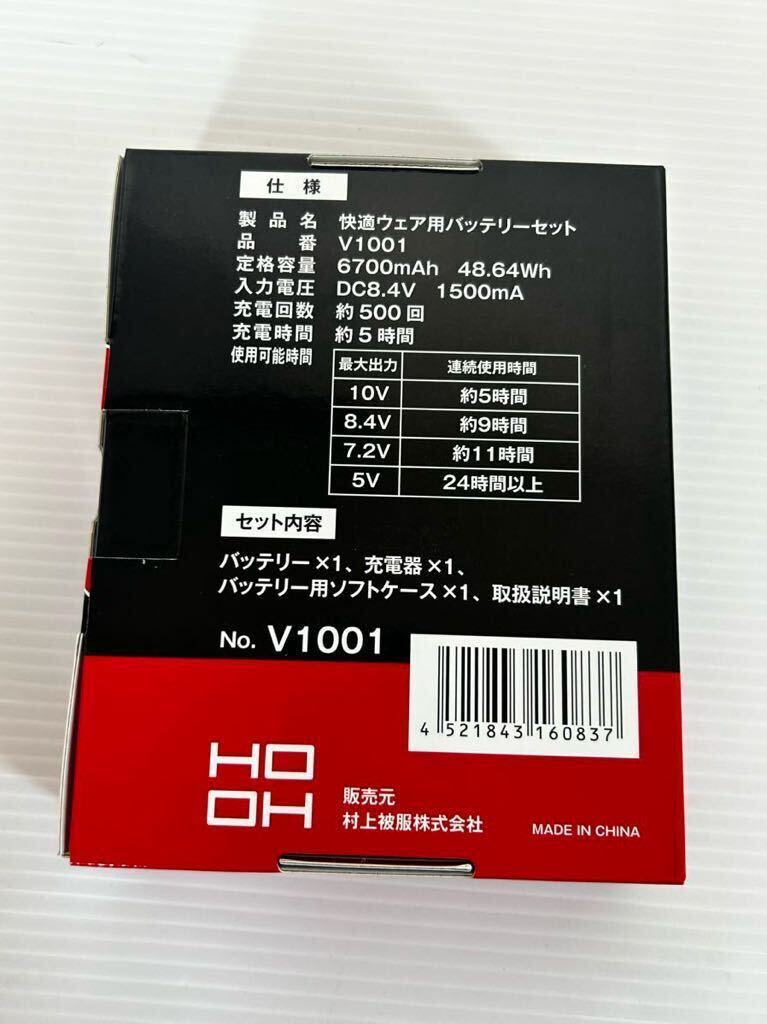 仕様
製品名 快適ウェア用バッテリーセット
品番 V1001
定格容量 6700mAh 48.64Wh
入力電圧 DC8.4V 1500mA
充電回数 約500回
充電時間 約5時間
使用可能時間
最大出力 連続使用時間
10V 約5時間
8.4V 約9時間
7.2V 約11時間
5V 24時間以上
セット内容
バッテリー×1、充電器×1、
バッテリー用ソフトケース×1、取扱説明書×1
No. V1001
4 521843 160837
HO
OH
販売元
村上被服株式会社
MADE IN CHINA